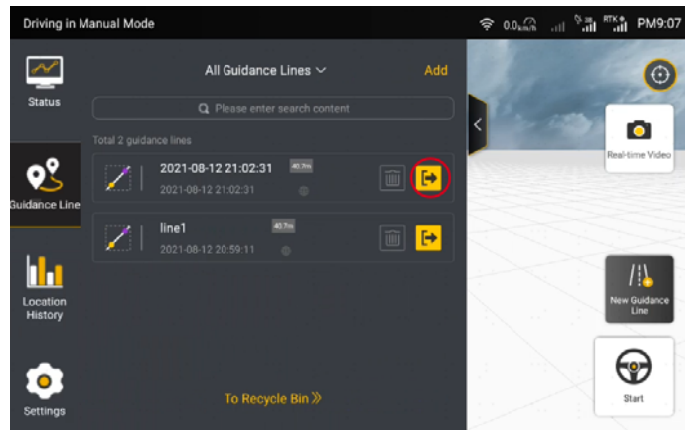 Driving in Manual Mode
0.0km/h
RTK
PM9:07
Status
All Guidance Lines
Add
Please enter search content
Total 2 guidance lines
Real-time Video
Guidance Line
2021-08-12 21:02:31
40.7m
2021-08-12 21:02:31
line1
40.7m
2021-08-12 20:59:11
Location
History
New Guidance
Line
Settings
To Recycle Bin
Start